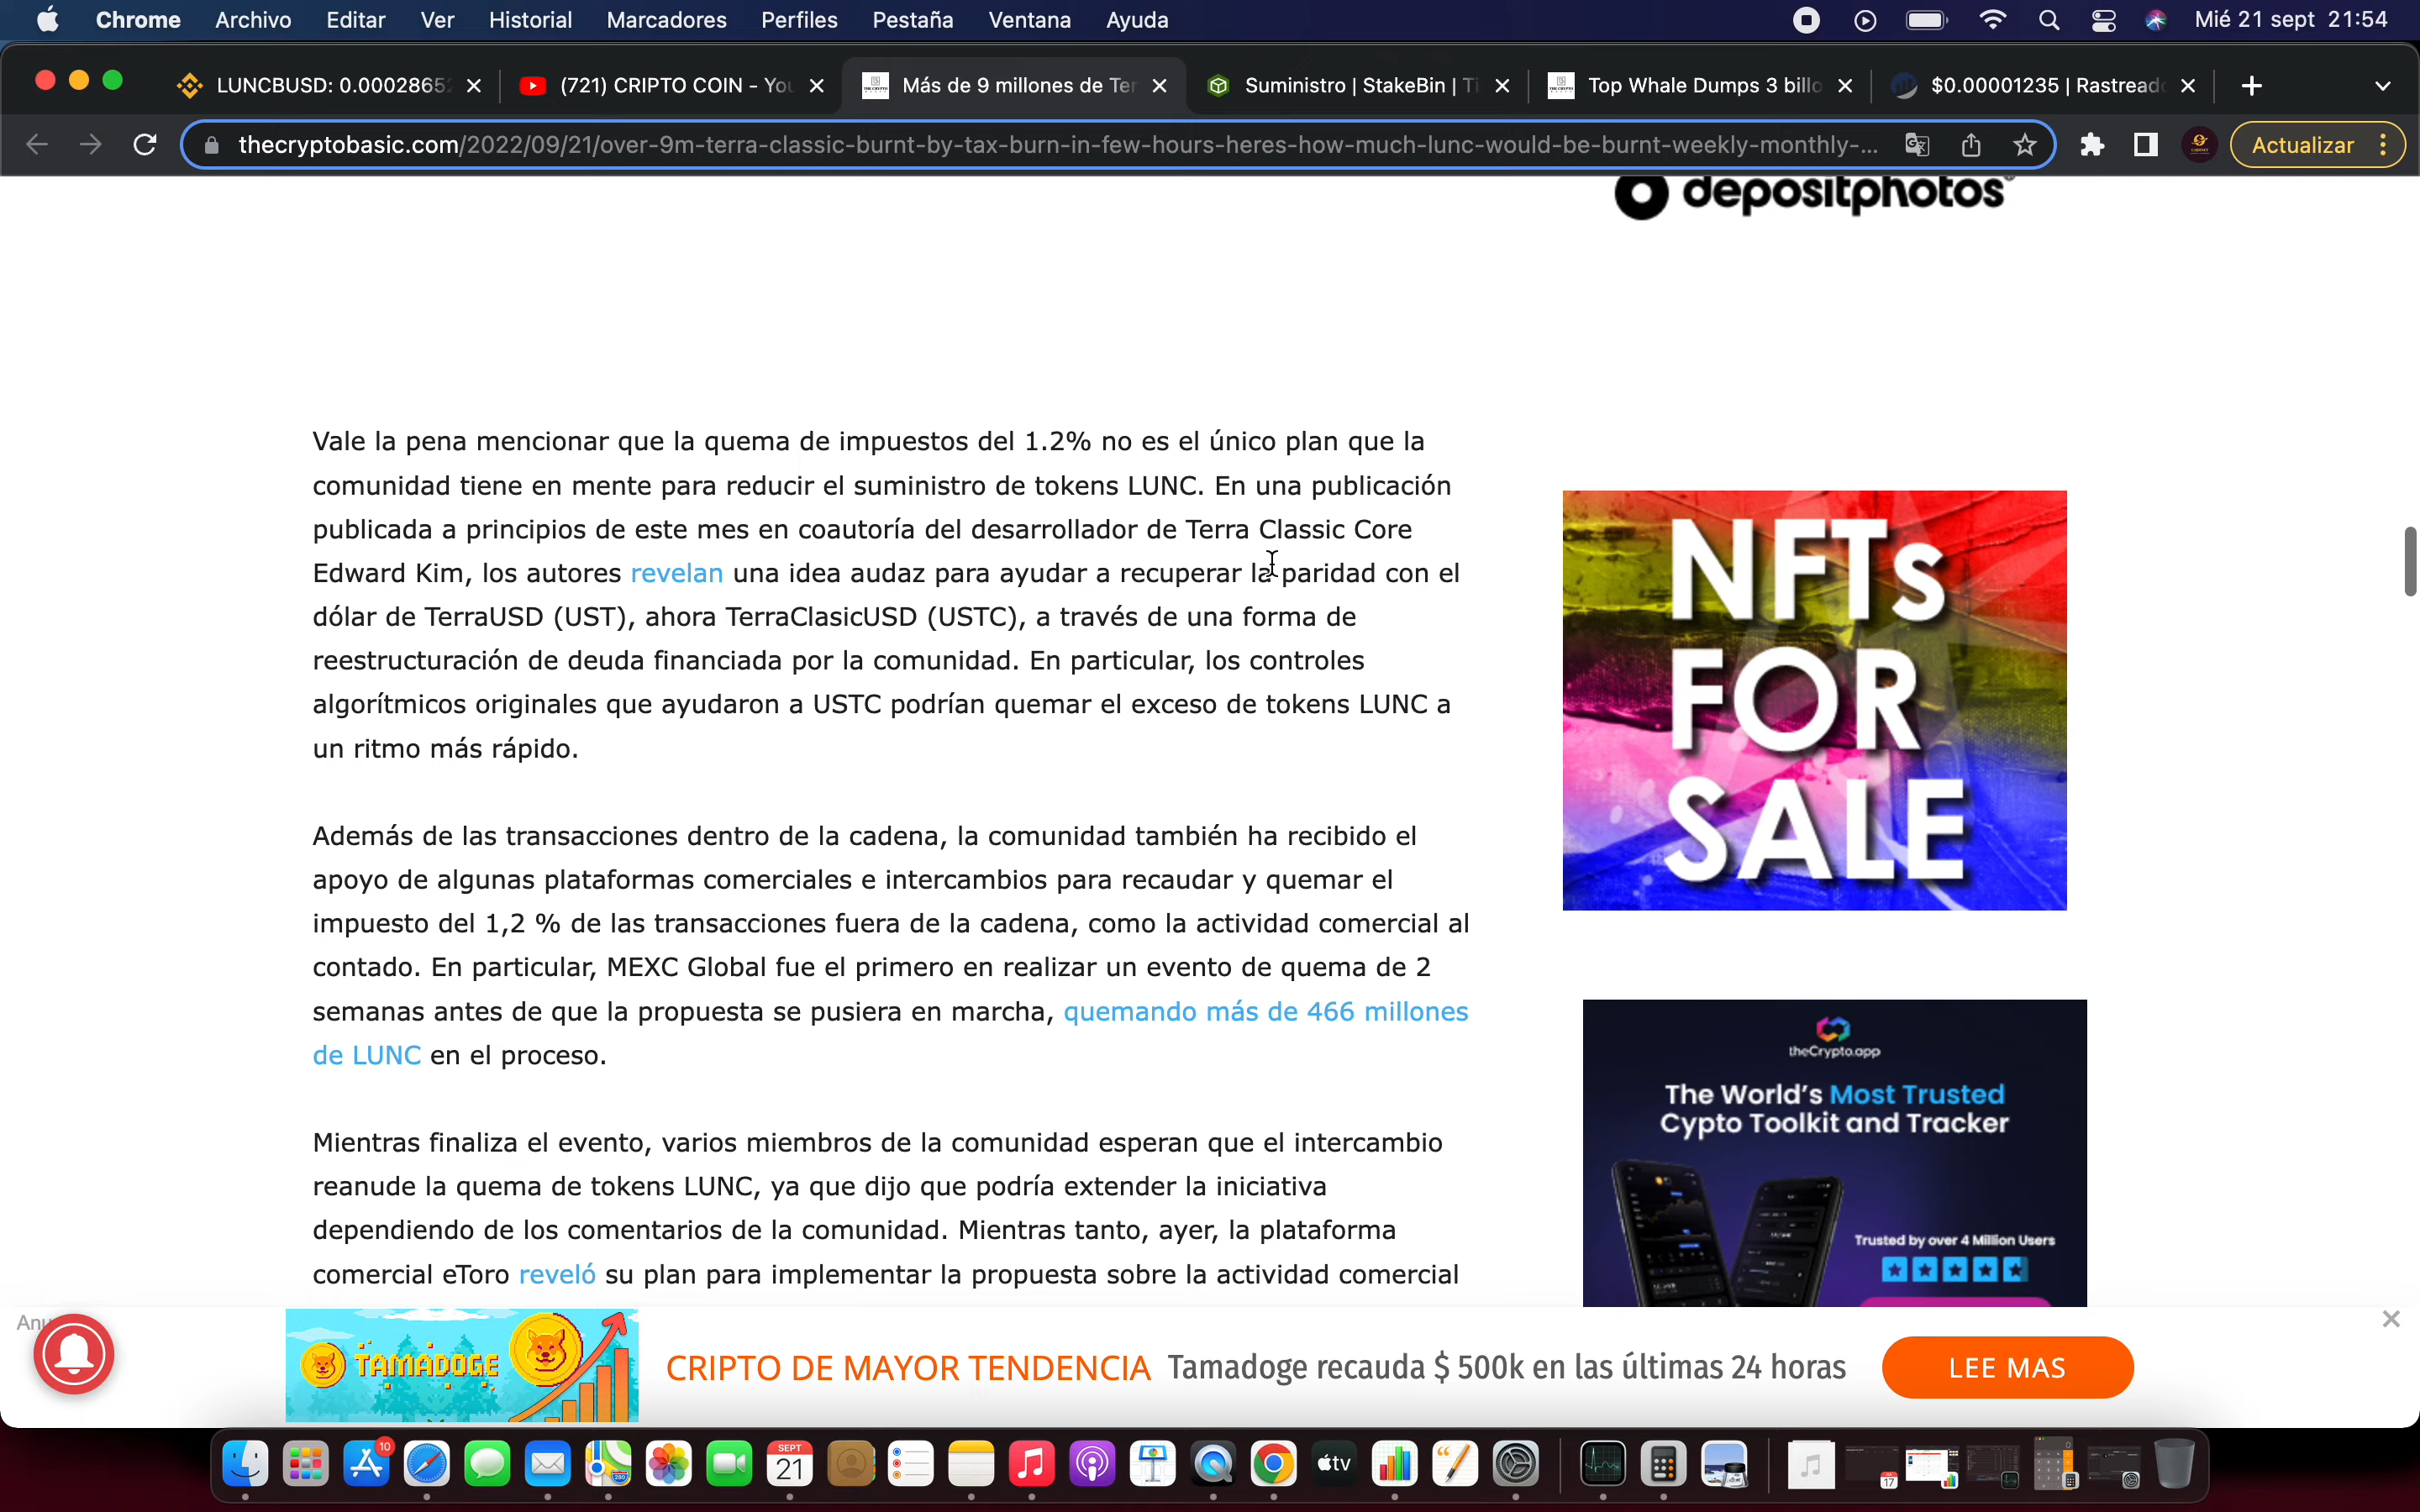 Chrome Archivo Editar Ver Historial Marcadores Perfiles Pestaña Ventana Ayuda Mié 21 sept 21:54
LUNCBUSD: 0.0002865 (721) CRIPTO COIN - You Más de 9 millones de Ter Suministro | StakeBin | Ti Top Whale Dumps 3 billo $0.00001235 | Rastread
thecryptobasic.com/2022/09/21/over-9m-terra-classic-burnt-by-tax-burn-in-few-hours-heres-how-much-lunc-would-be-burnt-weekly-monthly-... Actualizar
depositphotos
Vale la pena mencionar que la quema de impuestos del 1.2% no es el único plan que la
comunidad tiene en mente para reducir el suministro de tokens LUNC. En una publicación
publicada a principios de este mes en coautoría del desarrollador de Terra Classic Core
Edward Kim, los autores revelan una idea audaz para ayudar a recuperar la paridad con el
dólar de TerraUSD (UST), ahora TerraClasicUSD (USTC), a través de una forma de
reestructuración de deuda financiada por la comunidad. En particular, los controles
algorítmicos originales que ayudaron a USTC podrían quemar el exceso de tokens LUNC a
un ritmo más rápido.
Además de las transacciones dentro de la cadena, la comunidad también ha recibido el
apoyo de algunas plataformas comerciales e intercambios para recaudar y quemar el
impuesto del 1,2 % de las transacciones fuera de la cadena, como la actividad comercial al
contado. En particular, MEXC Global fue el primero en realizar un evento de quema de 2
semanas antes de que la propuesta se pusiera en marcha, quemando más de 466 millones
de LUNC en el proceso.
Mientras finaliza el evento, varios miembros de la comunidad esperan que el intercambio
reanude la quema de tokens LUNC, ya que dijo que podría extender la iniciativa
dependiendo de los comentarios de la comunidad. Mientras tanto, ayer, la plataforma
comercial eToro reveló su plan para implementar la propuesta sobre la actividad comercial
NFTs
FOR
SALE
theCrypto.app
The World's Most Trusted
Cypto Toolkit and Tracker
Trusted by over 4 Million Users
Anu
TAMADOGE
CRIPTO DE MAYOR TENDENCIA Tamadoge recauda $ 500k en las últimas 24 horas
LEE MAS
10
SEPT
21
tv
17